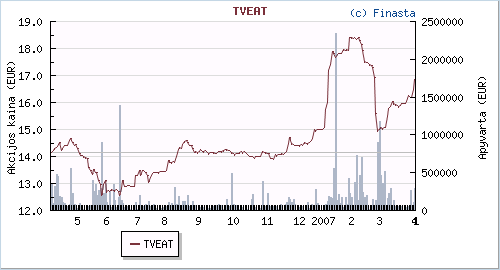 TVEAT
(c) Finasta
Akcijos kaina (EUR)
19.0
18.0
17.0
16.0
15.0
14.0
13.0
12.0
2500000
2000000
1500000
1000000
500000
0
Apyvarta (EUR)
5 6 7 8 9 10 11 12 2007 2 3 4
TVEAT